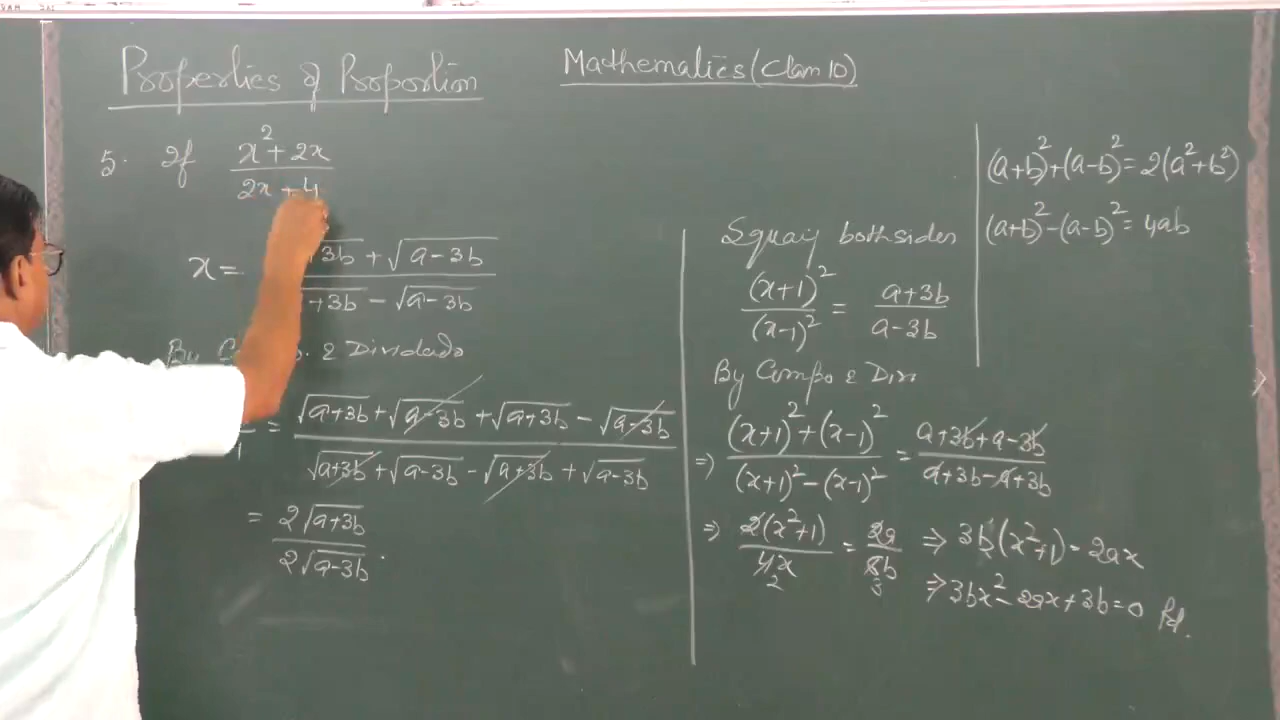 Properties of Proportion
Mathematics (Class 10)
5. If (x² + 2x)/(2x + 4
x = 3b + √(a-3b)
+3b - √(a-3b)
By & Dividendo
= (√(a+3b) + √(a-3b) + √(a+3b) - √(a-3b))/(√(a+3b) + √(a-3b) - √(a+3b) + √(a-3b))
= 2√(a+3b)/2√(a-3b) .
Squaring both sides
(x+1)²/(x-1)² = (a+3b)/(a-3b)
By Compo & Divi
⇒ ((x+1)² + (x-1)²)/((x+1)² - (x-1)²) = (a+3b+a-3b)/(a+3b-a+3b)
⇒ 2(x²+1)/4x = 2a/6b ⇒ 3b(x²+1) = 2ax
2 3
⇒ 3bx² - 2ax + 3b = 0
(a+b)² + (a-b)² = 2(a²+b²)
(a+b)² - (a-b)² = 4ab